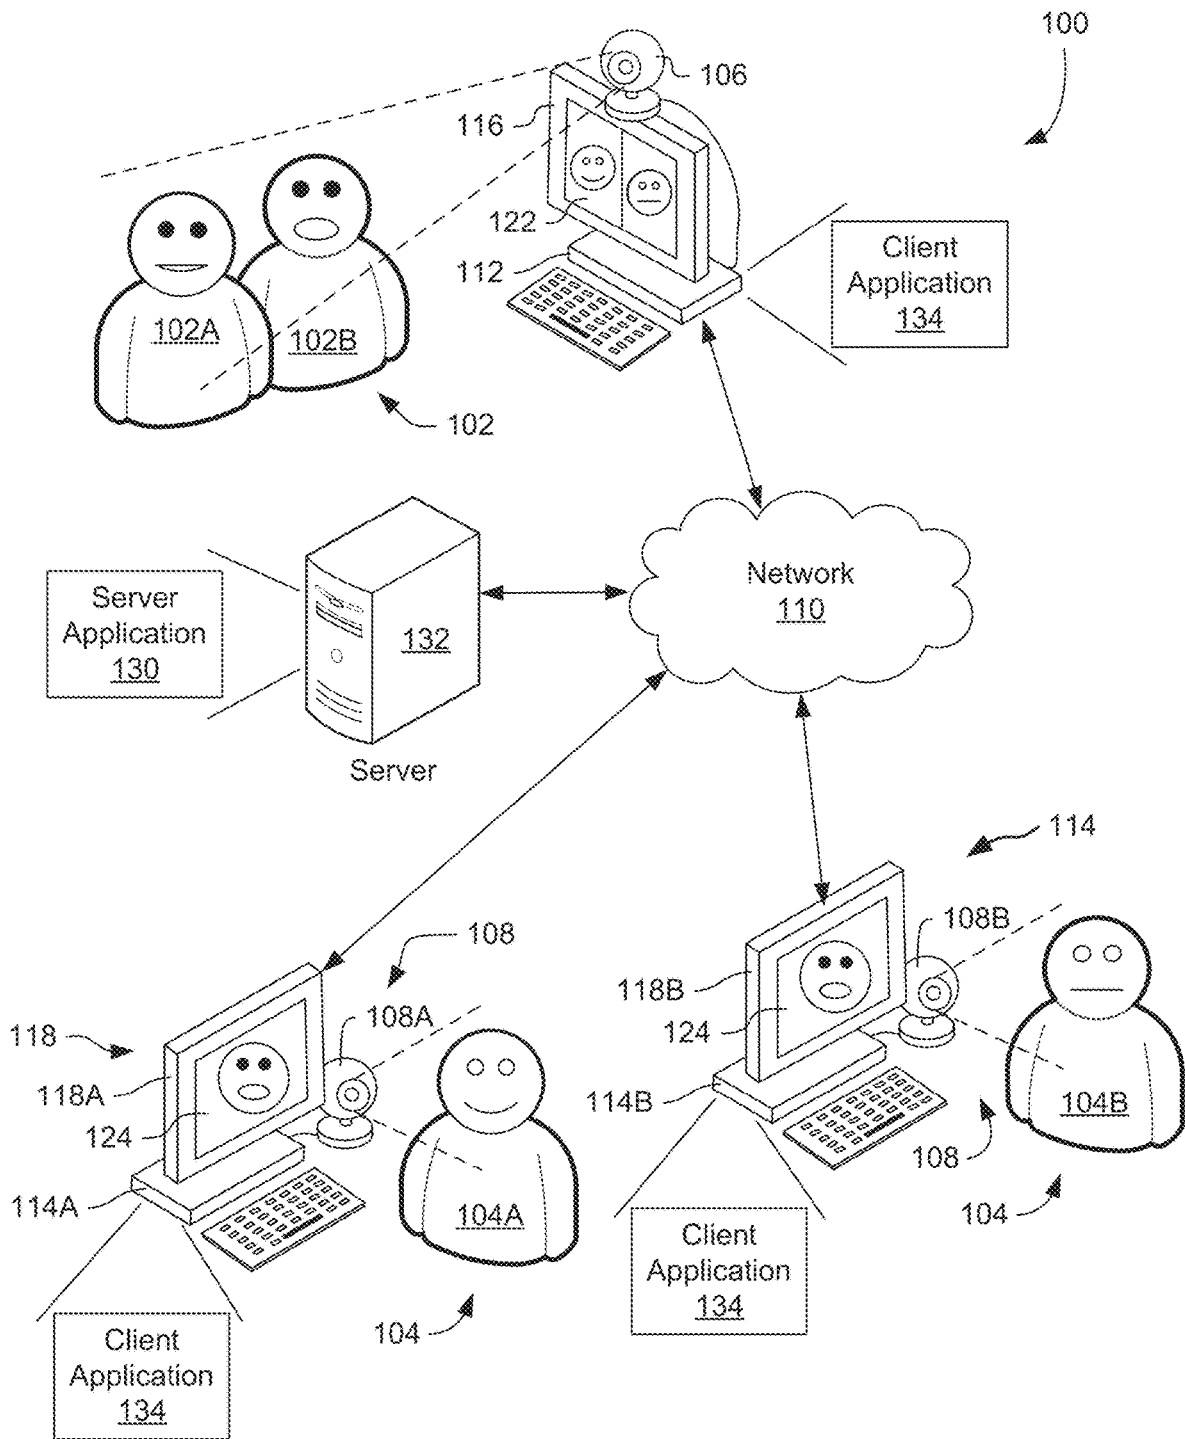 100
106
116
122
112
Client
Application
134
102A
102B
102
Network
110
Server
Application
130
132
Server
114
108
108B
118B
124
108A
118
118A
124
114B
104B
108
104
114A
104A
Client
Application
134
104
Client
Application
134